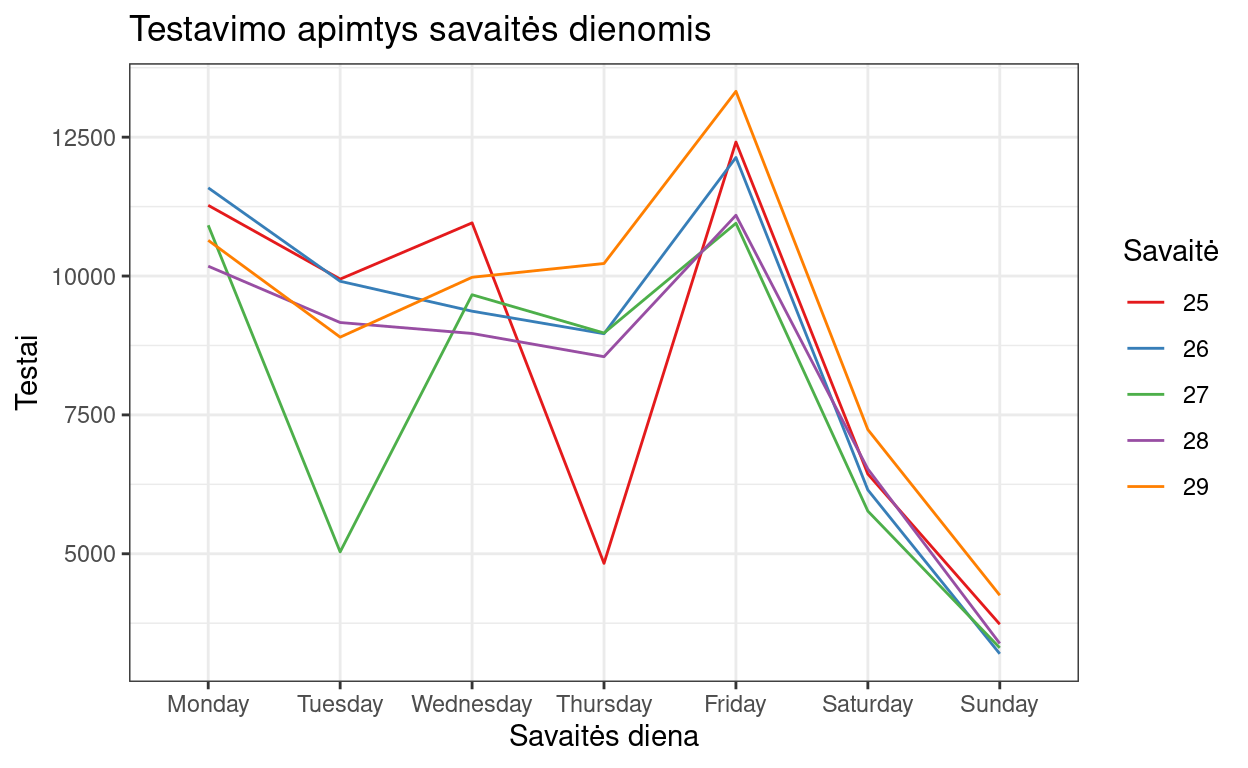 Testavimo apimtys savaitės dienomis
Testai
12500
10000
7500
5000
Monday Tuesday Wednesday Thursday Friday Saturday Sunday
Savaitės diena
Savaitė
25
26
27
28
29